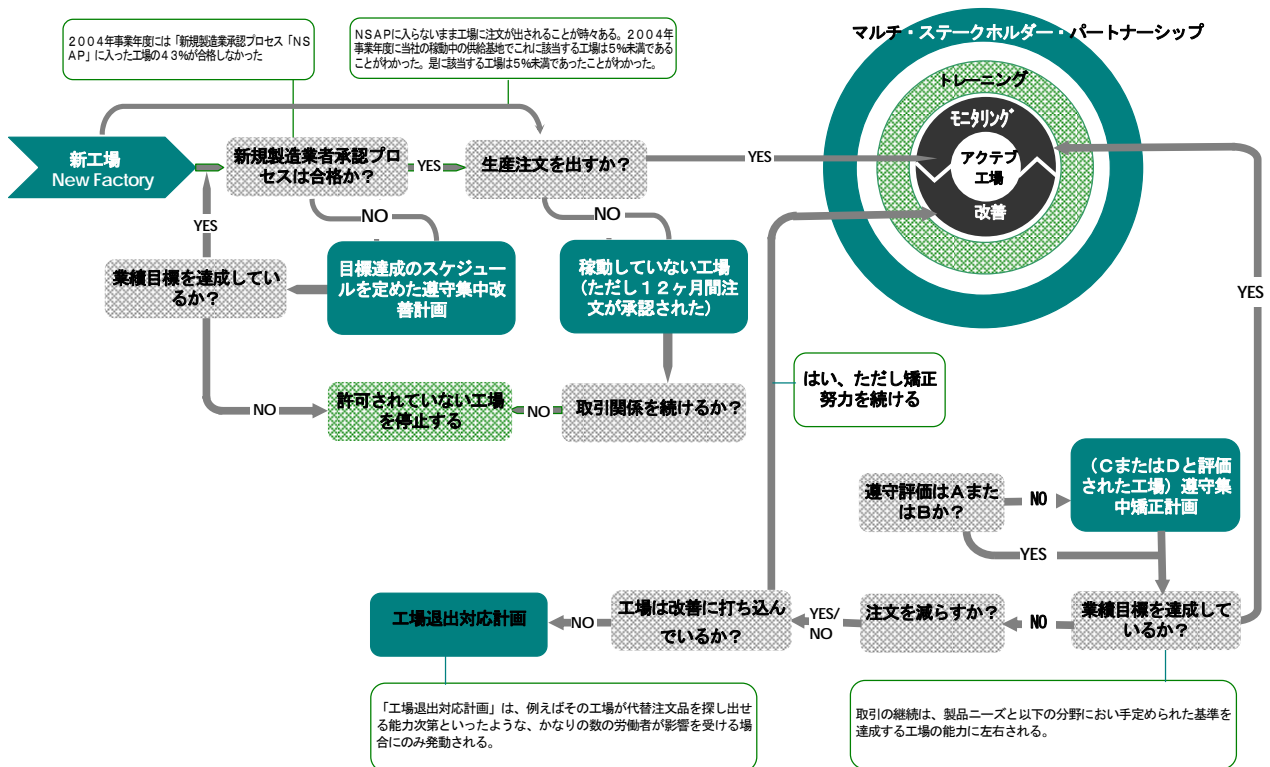 2004年事業年度には「新規製造業承認プロセス「NS
AP」に入った工場の43%が合格しなかった
NSAPに入らないまま工場に注文が出されることが時々ある。2004年
事業年度に当社の稼動中の供給基地でこれに該当する工場は5%未満である
ことがわかった。是に該当する工場は5%未満であったことがわかった。
マルチ・ステークホルダー・パートナーシップ
トレーニング
モニタリング
アクテブ
工場
改善
新工場
New Factory
新規製造業者承認プロ
セスは合格か?
YES
生産注文を出すか?
YES
NO
NO
YES
業績目標を達成してい
るか?
目標達成のスケジュー
ルを定めた遵守集中改
善計画
稼動していない工場
(ただし12ヶ月間注
文が承認された)
YES
NO
許可されていない工場
を停止する
NO
取引関係を続けるか?
はい、ただし矯正
努力を続ける
遵守評価はAまた
はBか?
NO
(CまたはDと評価
された工場)遵守集
中矯正計画
YES
工場退出対応計画
NO
工場は改善に打ち込ん
でいるか?
YES/
NO
注文を減らすか?
NO
業績目標を達成して
いるか?
「工場退出対応計画」は、例えばその工場が代替注文品を探し出せ
る能力次第といったような、かなりの数の労働者が影響を受ける場
合にのみ発動される。
取引の継続は、製品ニーズと以下の分野におい手定められた基準を
達成する工場の能力に左右される。